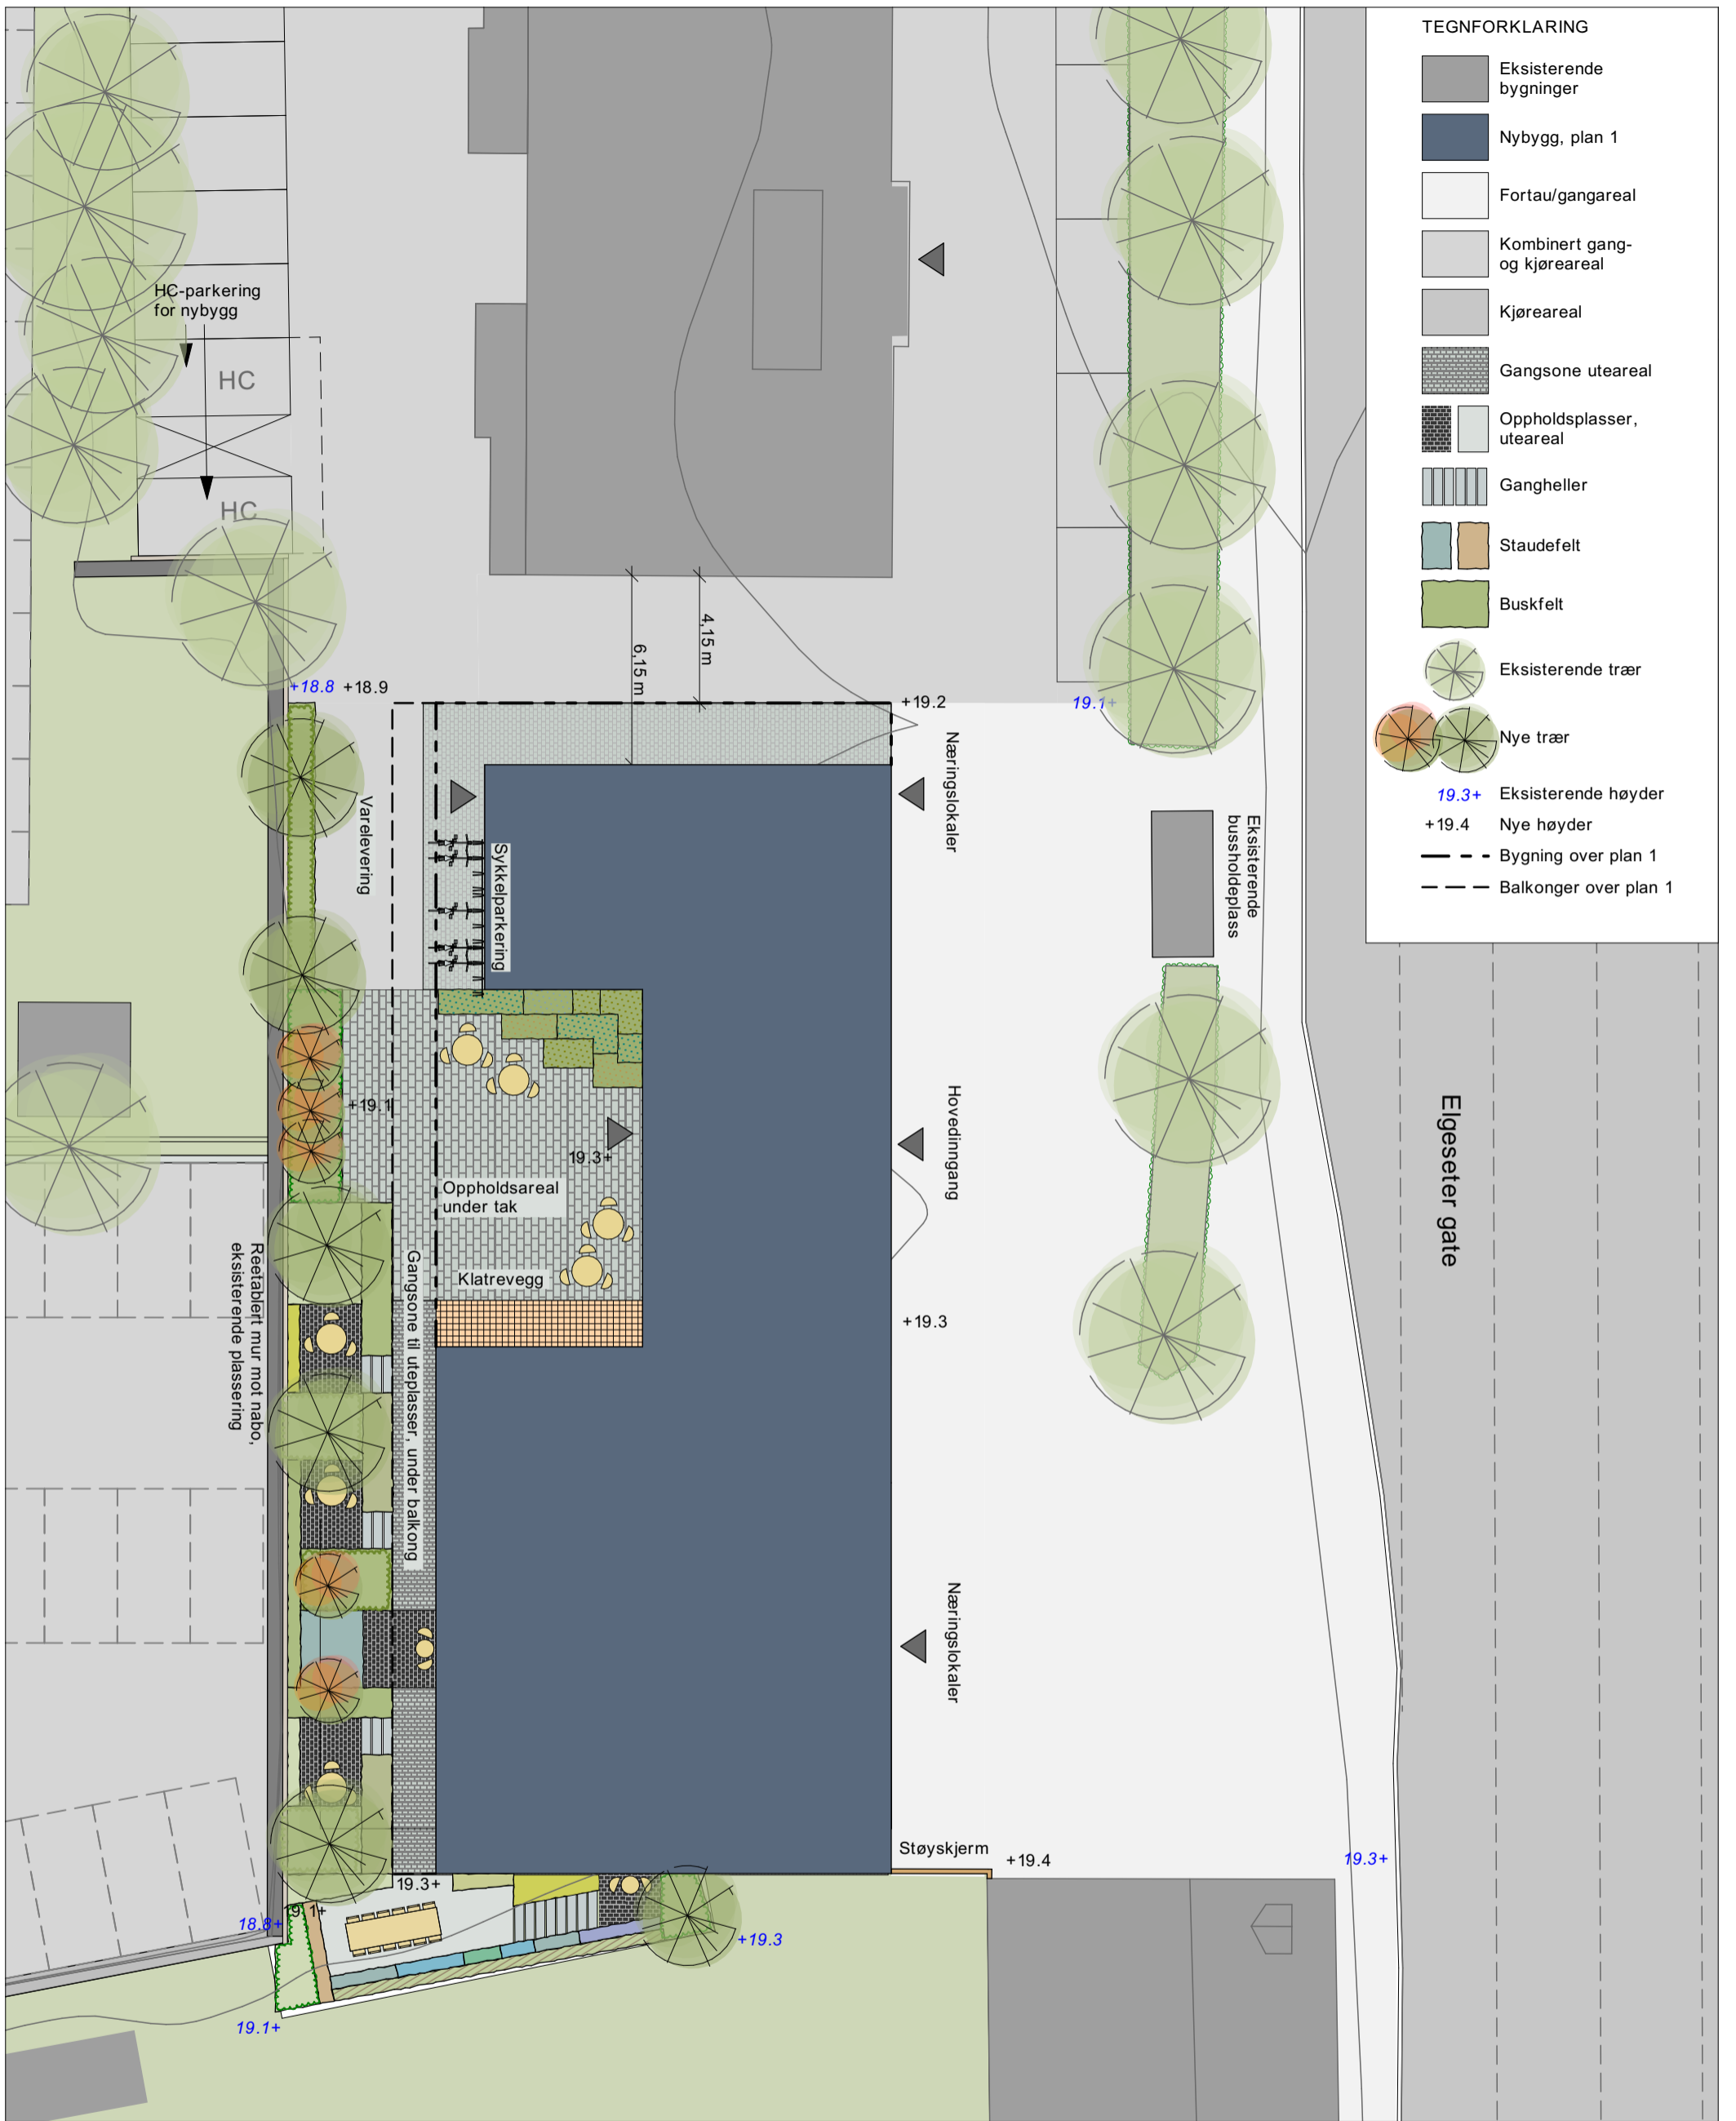 TEGNFORKLARING
Eksisterende
bygninger
Nybygg, plan 1
Fortau/gangareal
Kombinert gang-
og kjøreareal
Kjøreareal
Gangsone uteareal
Oppholdsplasser,
uteareal
Gangheller
Staudefelt
Buskfelt
Eksisterende trær
Nye trær
19.3+ Eksisterende høyder
+19.4 Nye høyder
Bygning over plan 1
Balkonger over plan 1
HC-parkering
for nybygg
HC
HC
4,15 m
6,15 m
+18.8 +18.9
+19.2
19.1+
Næringslokaler
Varelevering
Sykkelparkering
Eksisterende
bussholdeplass
+19.1
19.3+
Hovedinngang
Elgeseter gate
Oppholdsareal
under tak
Klatrevegg
Gangsone til uteplasser, under balkong
Reetablert mur mot nabo,
eksisterende plassering
+19.3
Næringslokaler
Støyskjerm
+19.4
19.3+
19.3+
19.1+
18.8+
+19.3
19.1+